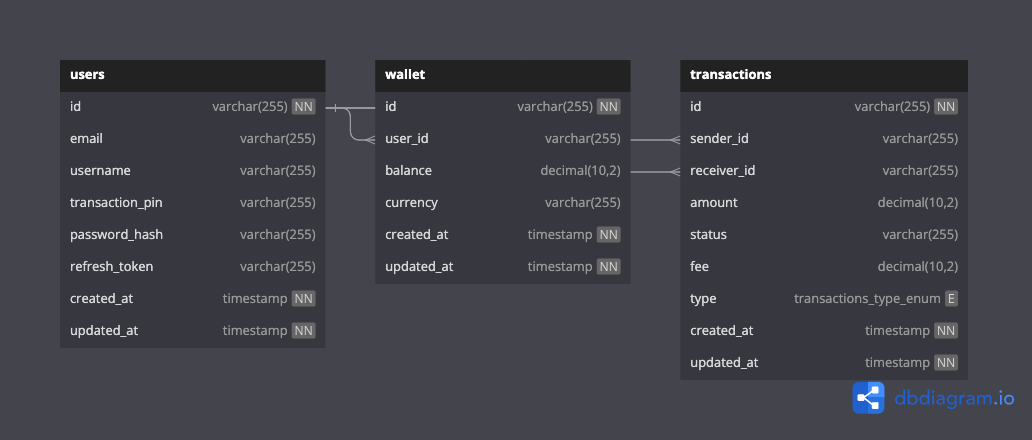 users
id varchar(255) NN
email varchar(255)
username varchar(255)
transaction_pin varchar(255)
password_hash varchar(255)
refresh_token varchar(255)
created_at timestamp NN
updated_at timestamp NN
wallet
id varchar(255) NN
user_id varchar(255)
balance decimal(10,2)
currency varchar(255)
created_at timestamp NN
updated_at timestamp NN
transactions
id varchar(255) NN
sender_id varchar(255)
receiver_id varchar(255)
amount decimal(10,2)
status varchar(255)
fee decimal(10,2)
type transactions_type_enum E
created_at timestamp NN
updated_at timestamp NN
dbdiagram.io